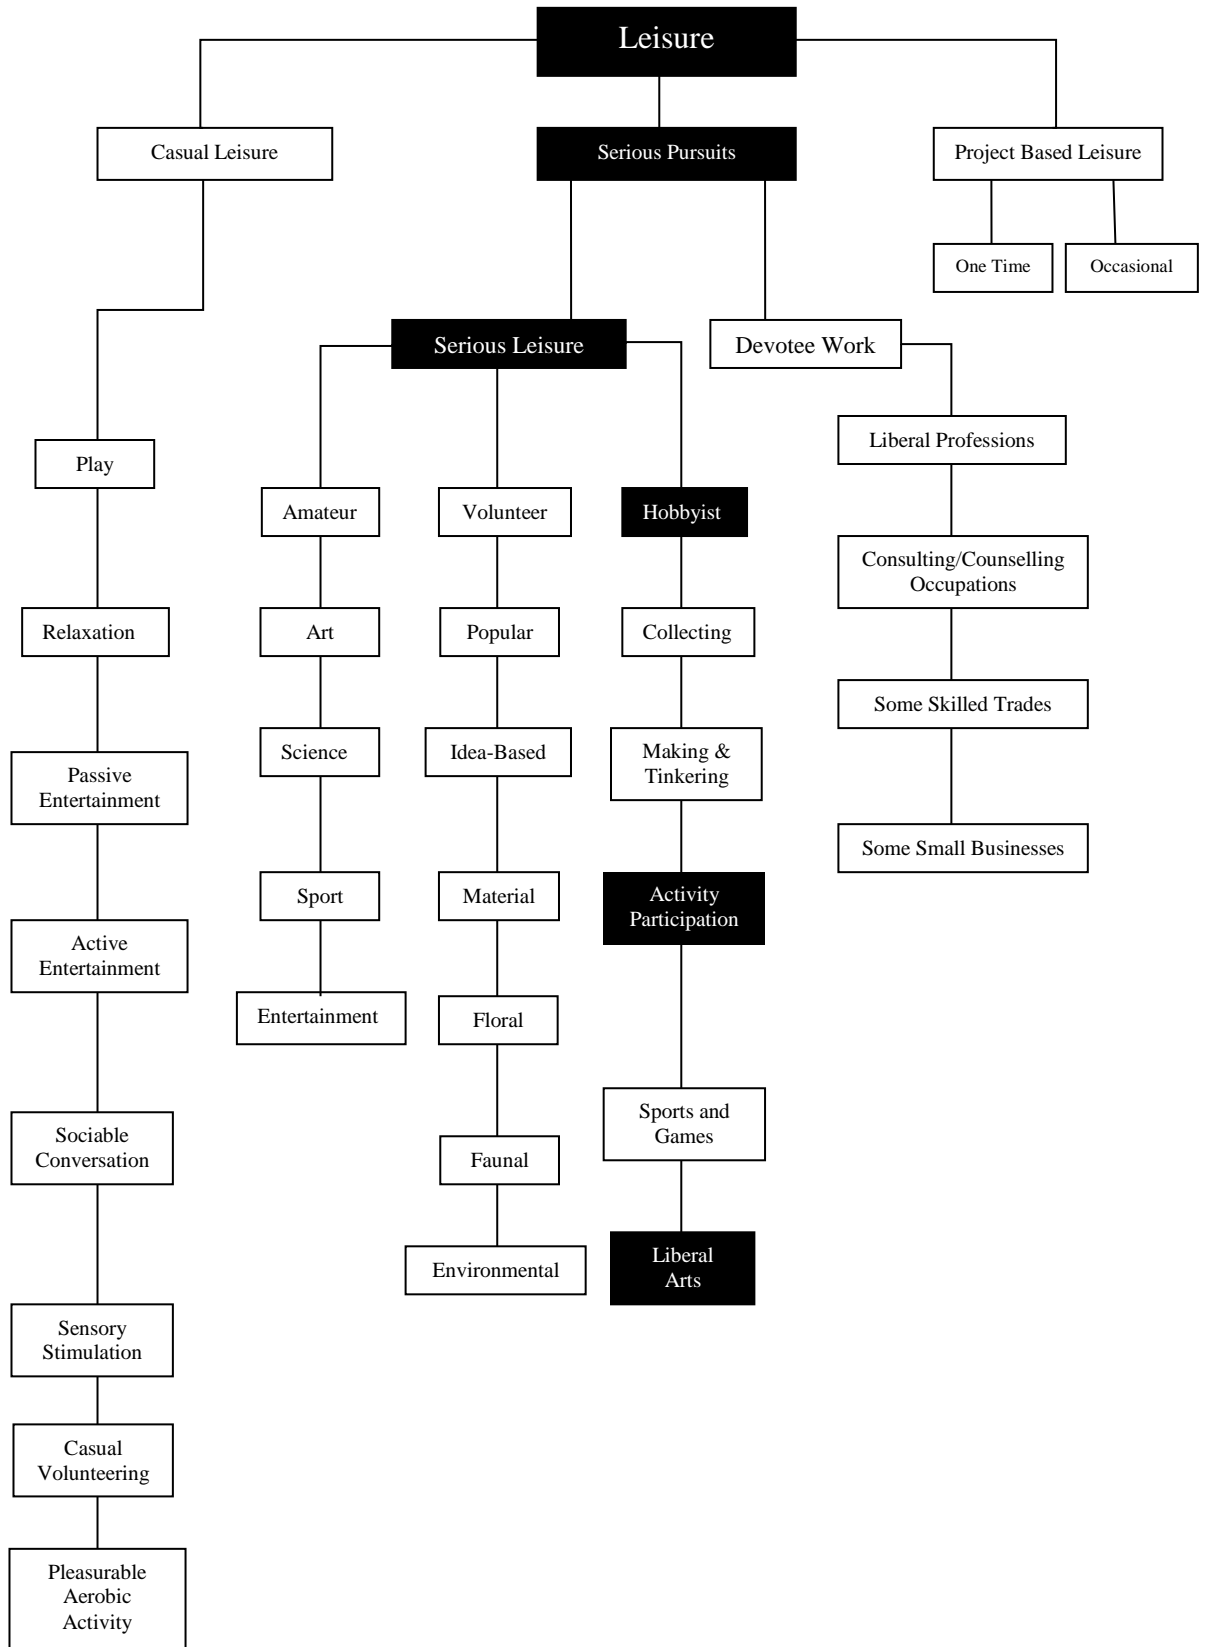 Leisure
Casual Leisure
Serious Pursuits
Project Based Leisure
One Time
Occasional
Serious Leisure
Devotee Work
Play
Relaxation
Passive
Entertainment
Active
Entertainment
Sociable
Conversation
Sensory
Stimulation
Casual
Volunteering
Pleasurable
Aerobic
Activity
Amateur
Art
Science
Sport
Entertainment
Volunteer
Popular
Idea-Based
Material
Floral
Faunal
Environmental
Hobbyist
Collecting
Making &
Tinkering
Activity
Participation
Sports and
Games
Liberal
Arts
Liberal Professions
Consulting/Counselling
Occupations
Some Skilled Trades
Some Small Businesses